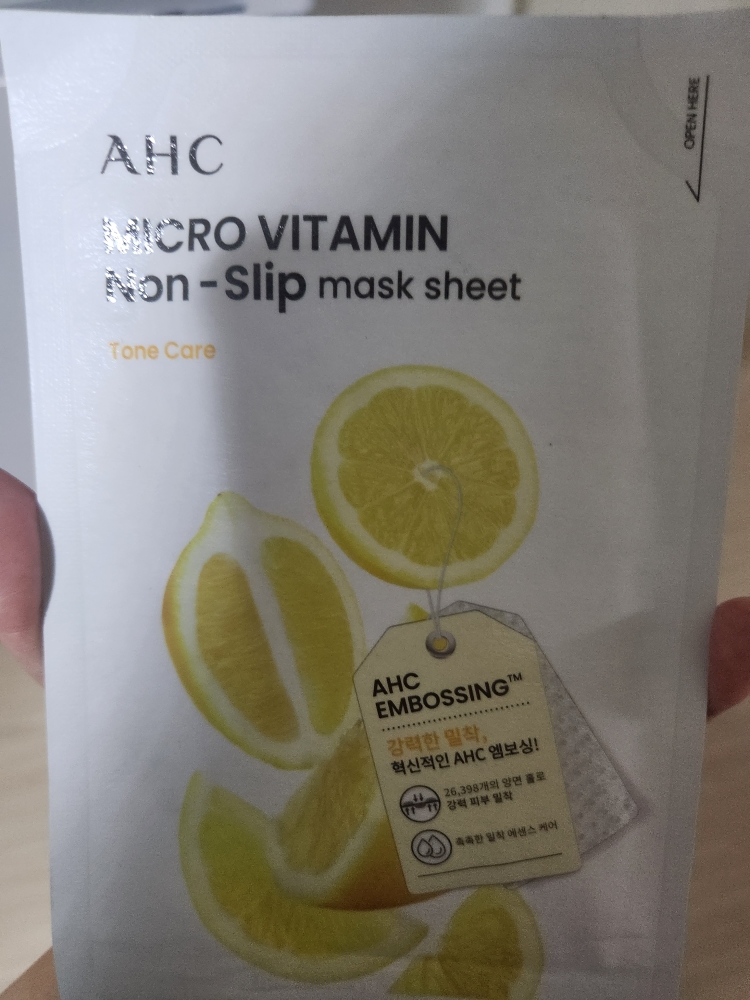 OPEN HERE
AHC
MICRO VITAMIN
Non-Slip mask sheet
Tone Care
AHC
EMBOSSING™
강력한 밀착,
혁신적인 AHC 엠보싱!
26,398개의 양면 홀로
강력 피부 밀착
촉촉한 밀착 에센스 케어